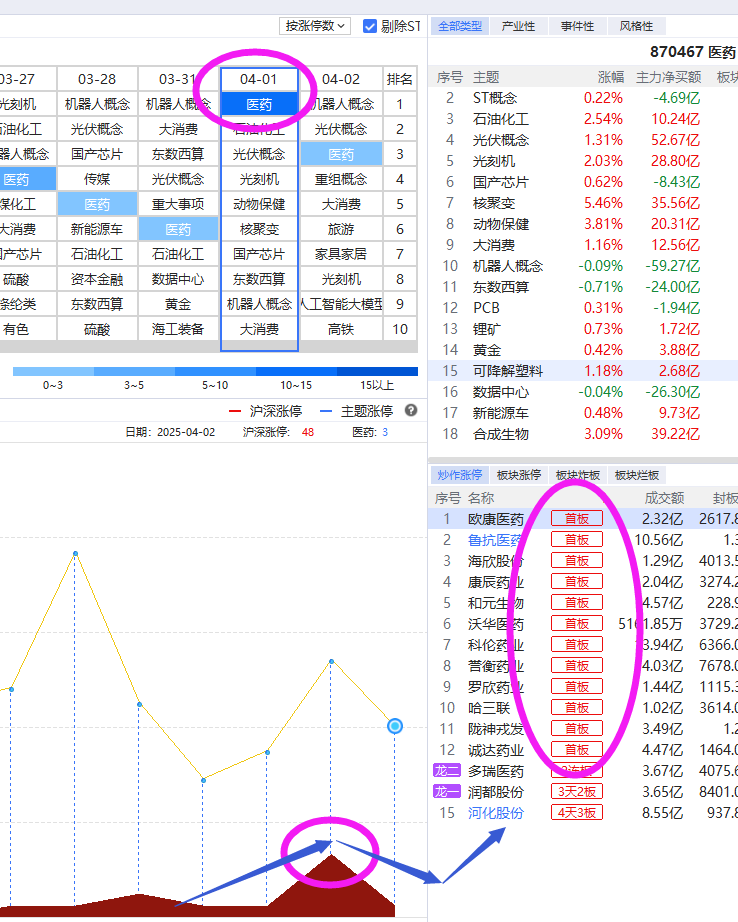 按涨停数 剔除ST
03-27 03-28 03-31 04-01 04-02 排名
光刻机 机器人概念 机器人概念 医药 机器人概念 1
石油化工 光伏概念 大消费 石油化工 光伏概念 2
器人概念 国产芯片 东数西算 光伏概念 医药 3
医药 传媒 光伏概念 光刻机 重组概念 4
煤化工 医药 重大事项 动物保健 大消费 5
大消费 新能源车 医药 核聚变 旅游 6
国产芯片 石油化工 石油化工 国产芯片 家具家居 7
硫酸 资本金融 数据中心 东数西算 光刻机 8
涤纶类 东数西算 黄金 机器人概念 人工智能大模型 9
有色 硫酸 海工装备 大消费 高铁 10
0~3 3~5 5~10 10~15 15以上
沪深涨停 主题涨停 ?
日期: 2025-04-02 沪深涨停: 48 医药: 3
全部类型 产业性 事件性 风格性
870467 医药
序号 主题 涨幅 主力净买额 板块
2 ST概念 0.22% -4.69亿
3 石油化工 2.54% 10.24亿
4 光伏概念 1.31% 52.67亿
5 光刻机 2.03% 28.80亿
6 国产芯片 0.62% -8.43亿
7 核聚变 5.46% 35.56亿
8 动物保健 3.81% 20.31亿
9 大消费 1.16% 12.56亿
10 机器人概念 -0.09% -59.27亿
11 东数西算 -0.71% -24.00亿
12 PCB 0.31% -1.94亿
13 锂矿 0.73% 1.72亿
14 黄金 0.42% 3.88亿
15 可降解塑料 1.18% 2.68亿
16 数据中心 -0.04% -26.30亿
17 新能源车 0.48% 9.73亿
18 合成生物 3.09% 39.22亿
炒作涨停 板块涨停 板块炸板 板块烂板
序号 名称 成交额 封板
1 欧康医药 首板 2.32亿 2617.8
2 鲁抗医药 首板 10.56亿 1.3
3 海欣股份 首板 1.29亿 4013.5
4 康辰药业 首板 2.04亿 3274.2
5 和元生物 首板 4.57亿 228.9
6 沃华医药 首板 5161.85万 3729.2
7 科伦药业 首板 13.94亿 6366.0
8 誉衡药业 首板 4.03亿 7678.0
9 罗欣药业 首板 1.44亿 1115.3
10 哈三联 首板 1.02亿 3614.0
11 陇神戎发 首板 3.49亿 1.2
12 诚达药业 首板 4.47亿 1464.0
龙二 多瑞医药 2连板 3.67亿 4075.6
龙一 润都股份 3天2板 3.65亿 8401.0
15 河化股份 4天3板 8.55亿 937.8